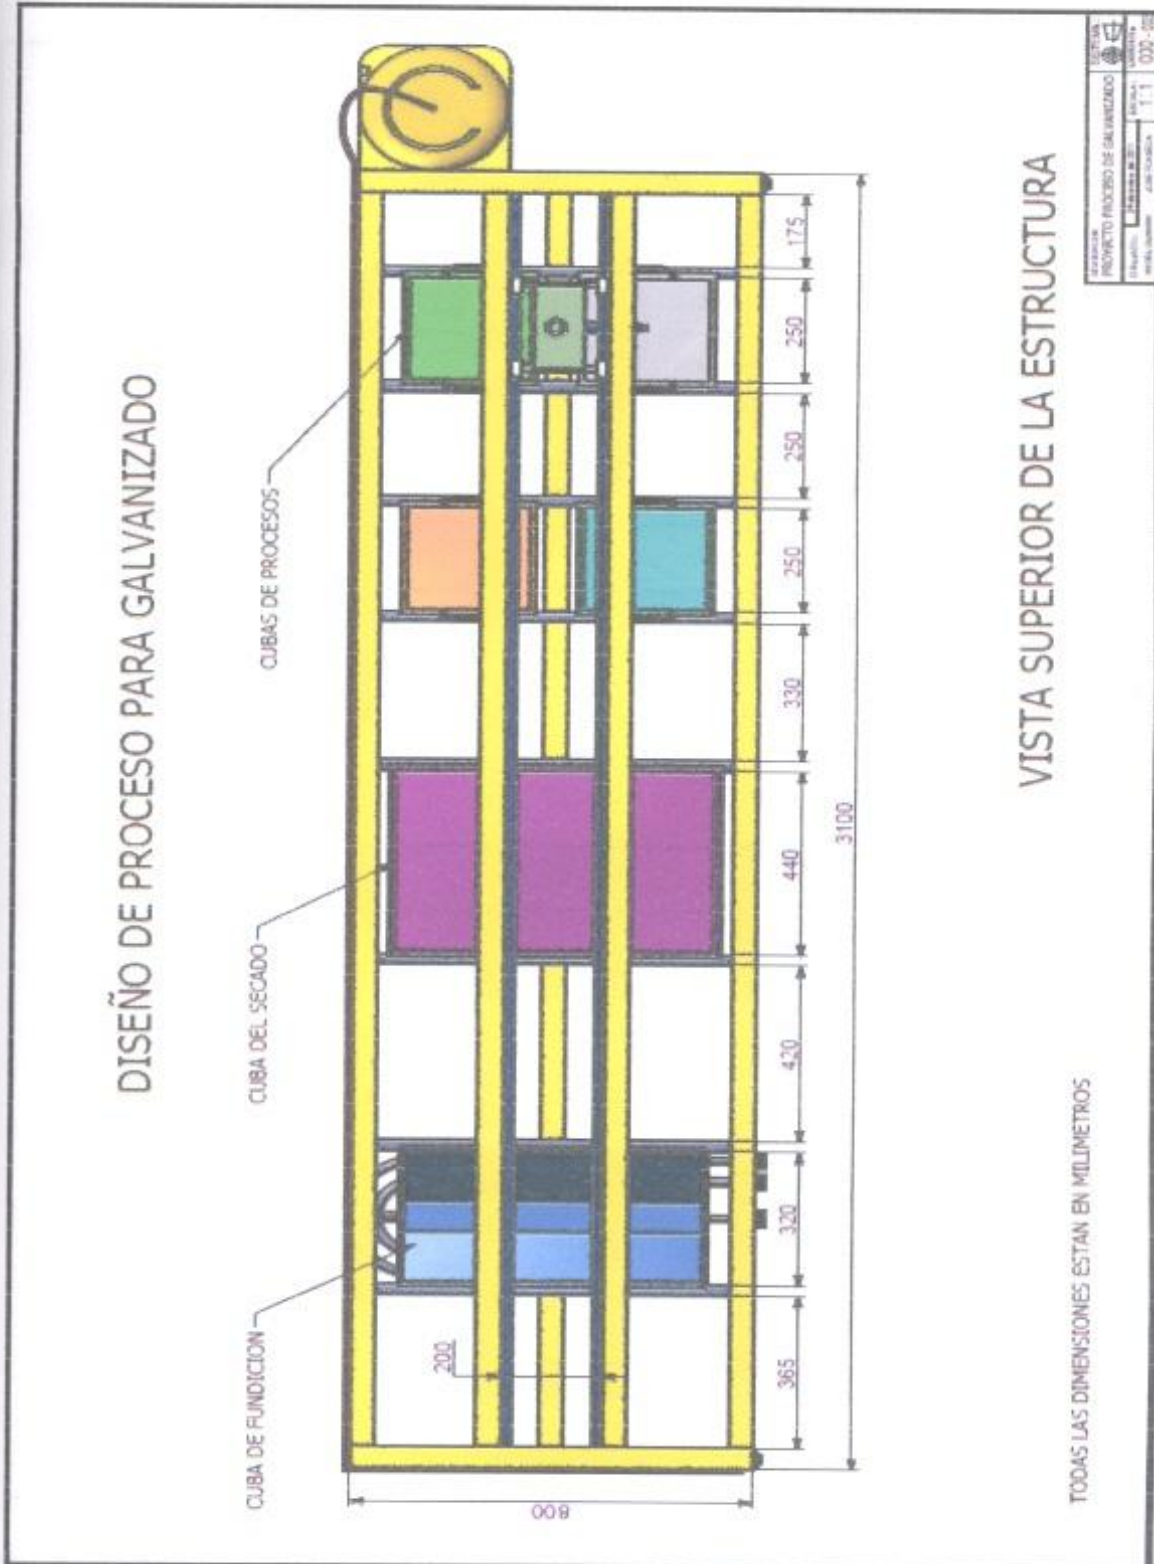 DISEÑO DE PROCESO PARA GALVANIZADO
CUBA DE FUNDICION
CUBA DEL SECADO
CUBAS DE PROCESOS
800
200
365
320
420
440
330
250
250
250
175
3100
VISTA SUPERIOR DE LA ESTRUCTURA
TODAS LAS DIMENSIONES ESTAN EN MILIMETROS
PROYECTO PROCESO DE GALVANIZADO
1:1